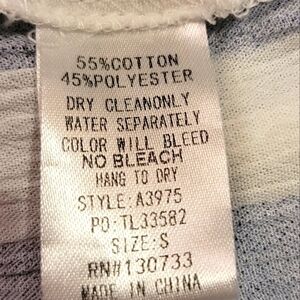 55%COTTON
45%POLYESTER
DRY CLEANONLY
WATER SEPARATELY
COLOR WILL BLEED
NO BLEACH
HANG TO DRY
STYLE:A3975
PO:TL33582
SIZE:S
RN#130733
MADE IN CHINA